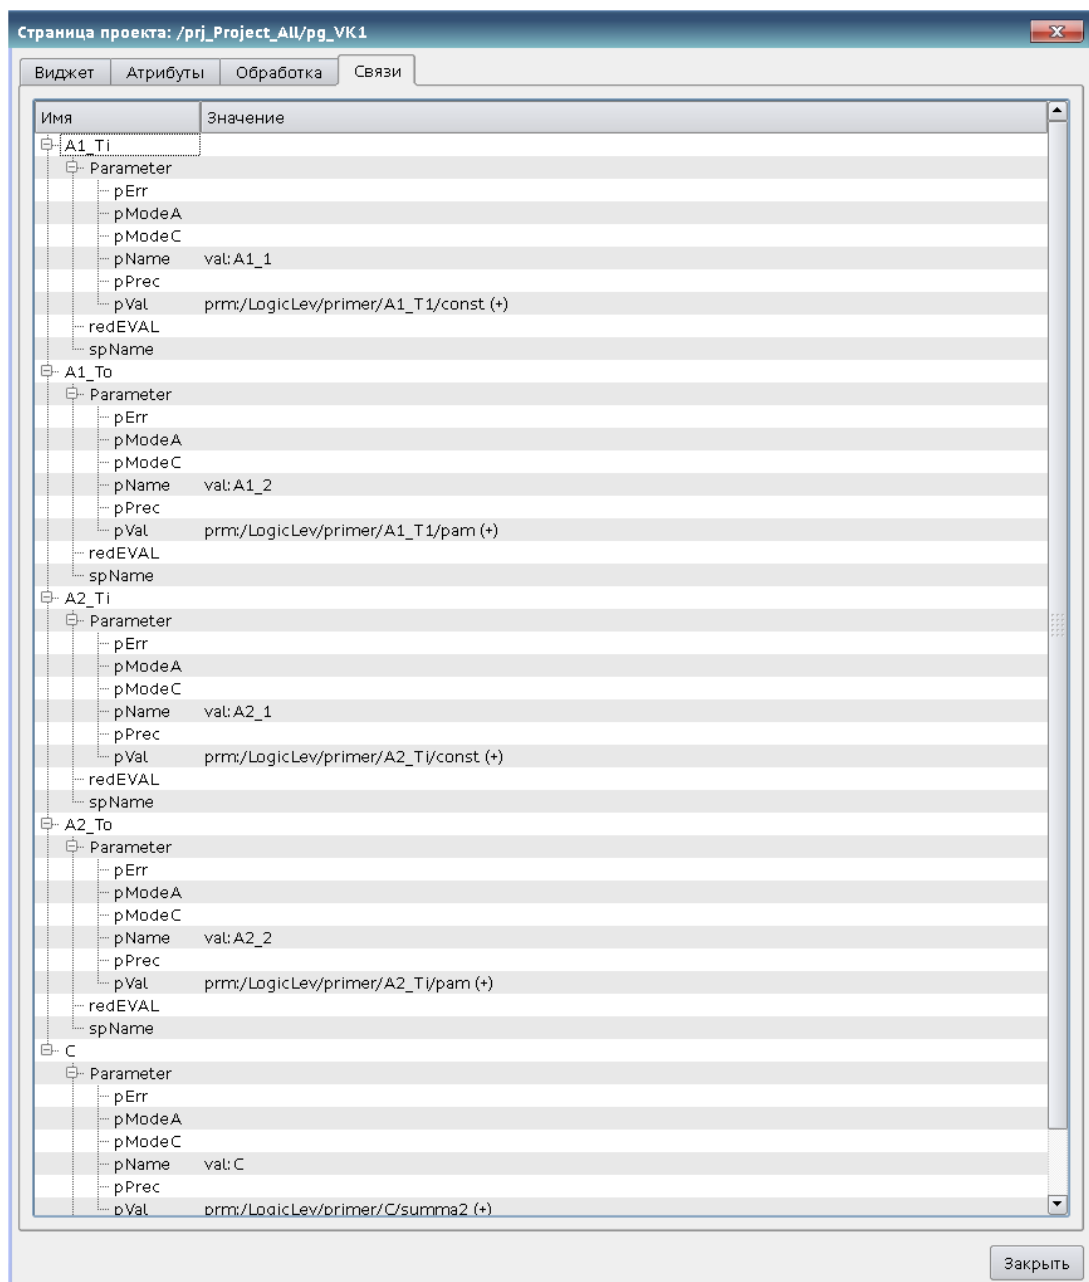 Страница проекта: /prj_Project_All/pg_VK1
Виджет Атрибуты Обработка Связи
Имя Значение
A1_Ti
Parameter
pErr
pModeA
pModeC
pName val:A1_1
pPrec
pVal prm:/LogicLev/primer/A1_T1/const (+)
redEVAL
spName
A1_To
Parameter
pErr
pModeA
pModeC
pName val:A1_2
pPrec
pVal prm:/LogicLev/primer/A1_T1/pam (+)
redEVAL
spName
A2_Ti
Parameter
pErr
pModeA
pModeC
pName val:A2_1
pPrec
pVal prm:/LogicLev/primer/A2_Ti/const (+)
redEVAL
spName
A2_To
Parameter
pErr
pModeA
pModeC
pName val:A2_2
pPrec
pVal prm:/LogicLev/primer/A2_Ti/pam (+)
redEVAL
spName
C
Parameter
pErr
pModeA
pModeC
pName val:C
pPrec
pVal prm:/LogicLev/primer/C/summa2 (+)
Закрыть